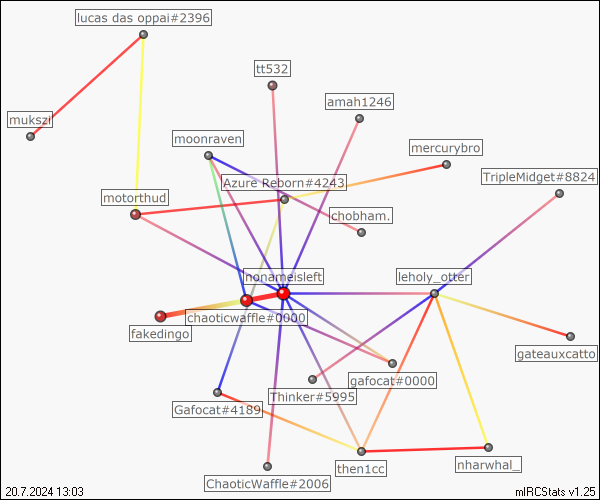 lucas das oppai#2396
tt532
amah1246
mukszi
moonraven
mercurybro
Azure Reborn#4243
TripleMidget#8824
motorthud
chobham.
nonameisleft
leholy_otter
chaoticwaffle#0000
fakedingo
gateauxcatto
gafocat#0000
Thinker#5995
Gafocat#4189
then1cc
nharwhal_
ChaoticWaffle#2006
20.7.2024 13:03
mIRCStats v1.25